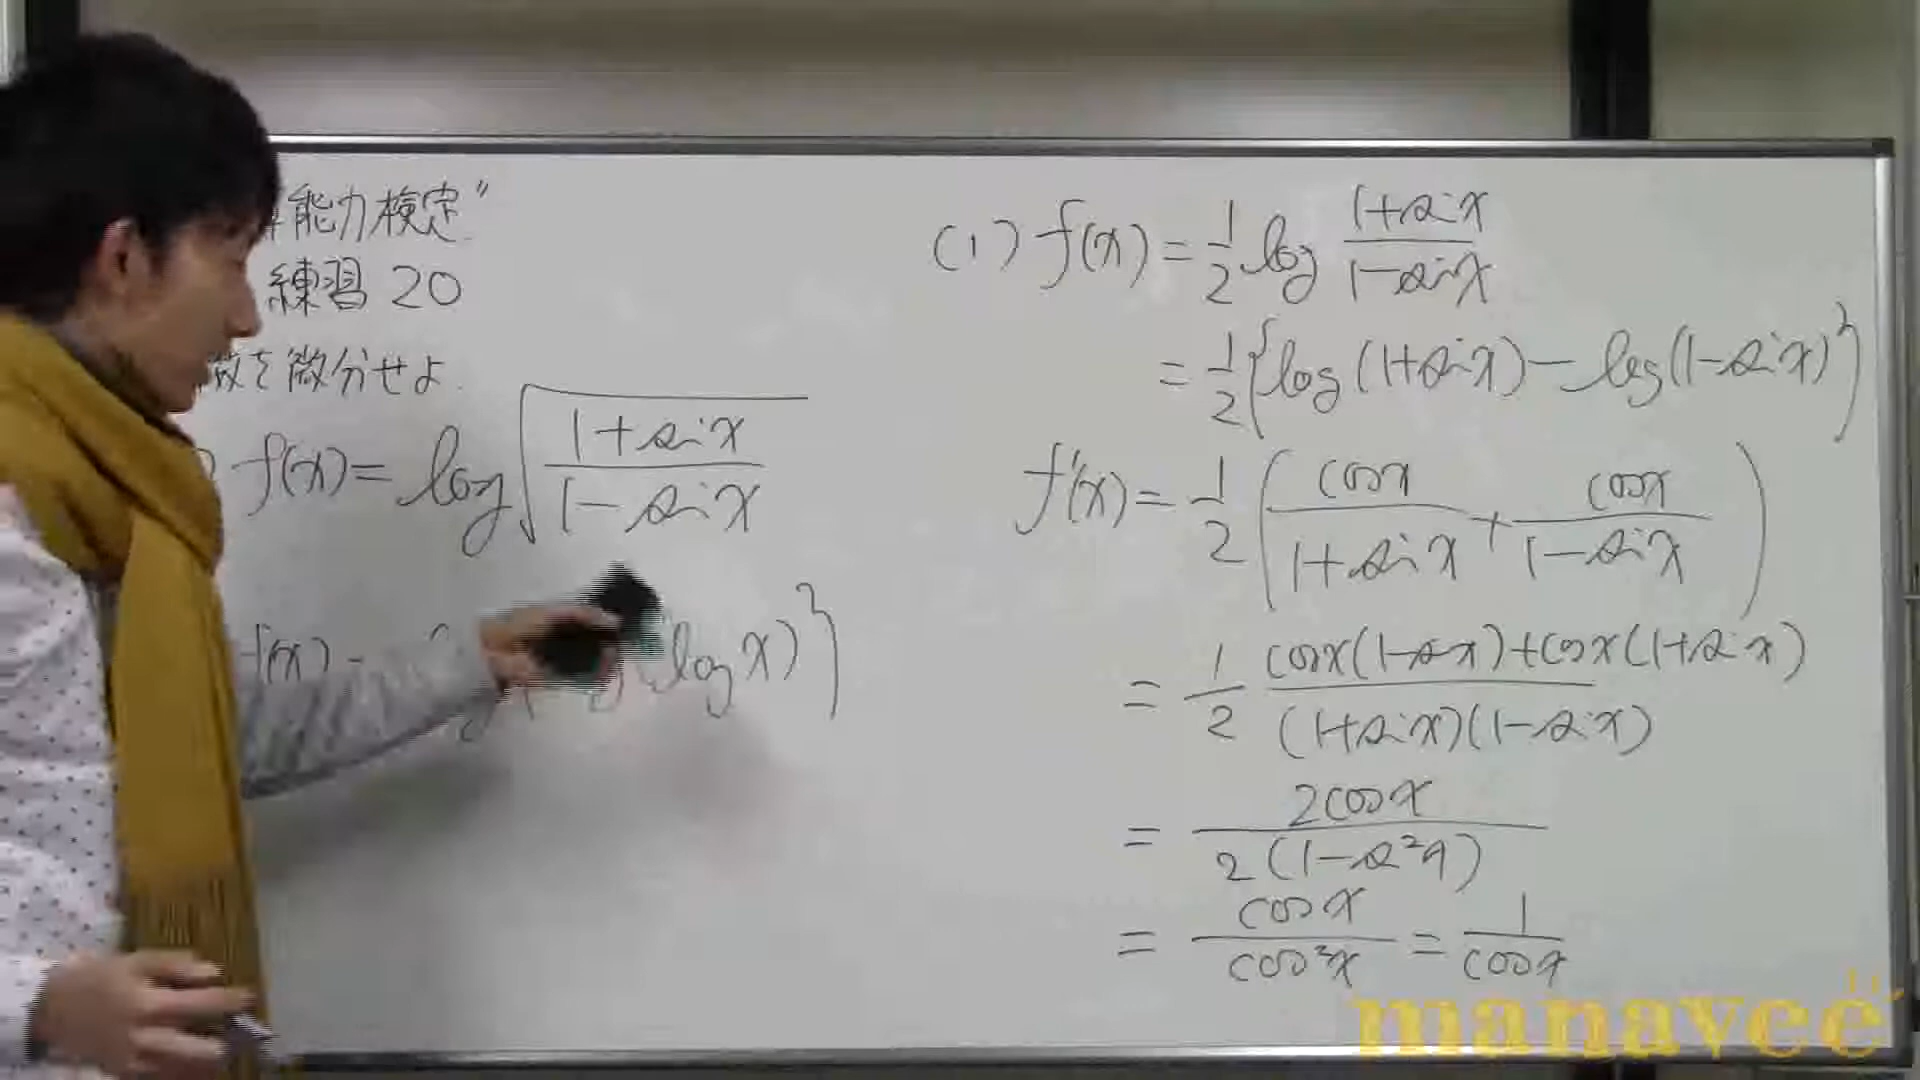 能力検定"
練習 20
を微分せよ.
f(x) = log√((1+sin x)/(1-sin x))
f(x) log x)}
(1) f(x) = 1/2 log (1+sin x)/(1-sin x)
= 1/2 {log(1+sin x) - log(1-sin x)}
f'(x) = 1/2 (cos x/(1+sin x) + cos x/(1-sin x))
= 1/2 (cos x(1-sin x)+cos x(1+sin x))/((1+sin x)(1-sin x))
= 2cos x/(2(1-sin²x))
= cos x/cos²x = 1/cos x
manavee